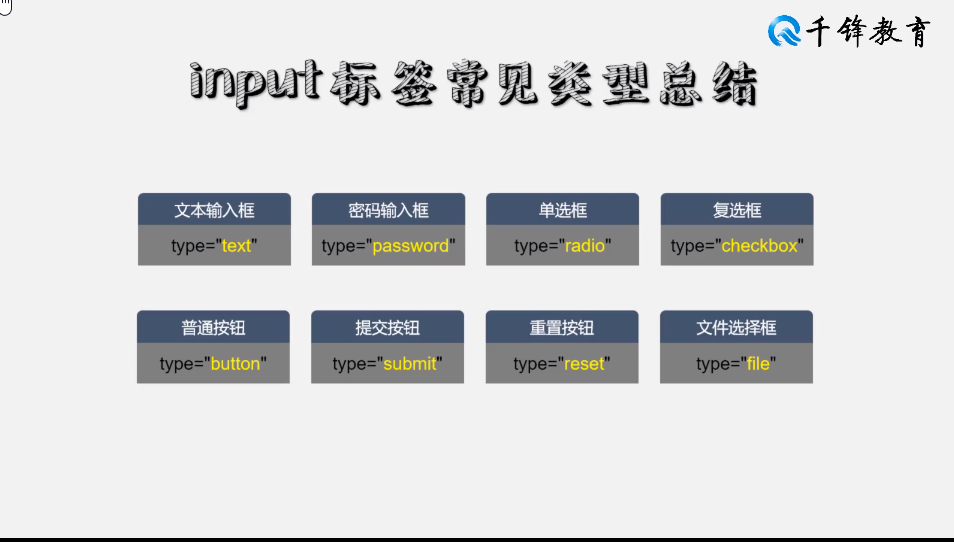 千锋教育
input标签常见类型总结
文本输入框
type="text"
密码输入框
type="password"
单选框
type="radio"
复选框
type="checkbox"
普通按钮
type="button"
提交按钮
type="submit"
重置按钮
type="reset"
文件选择框
type="file"